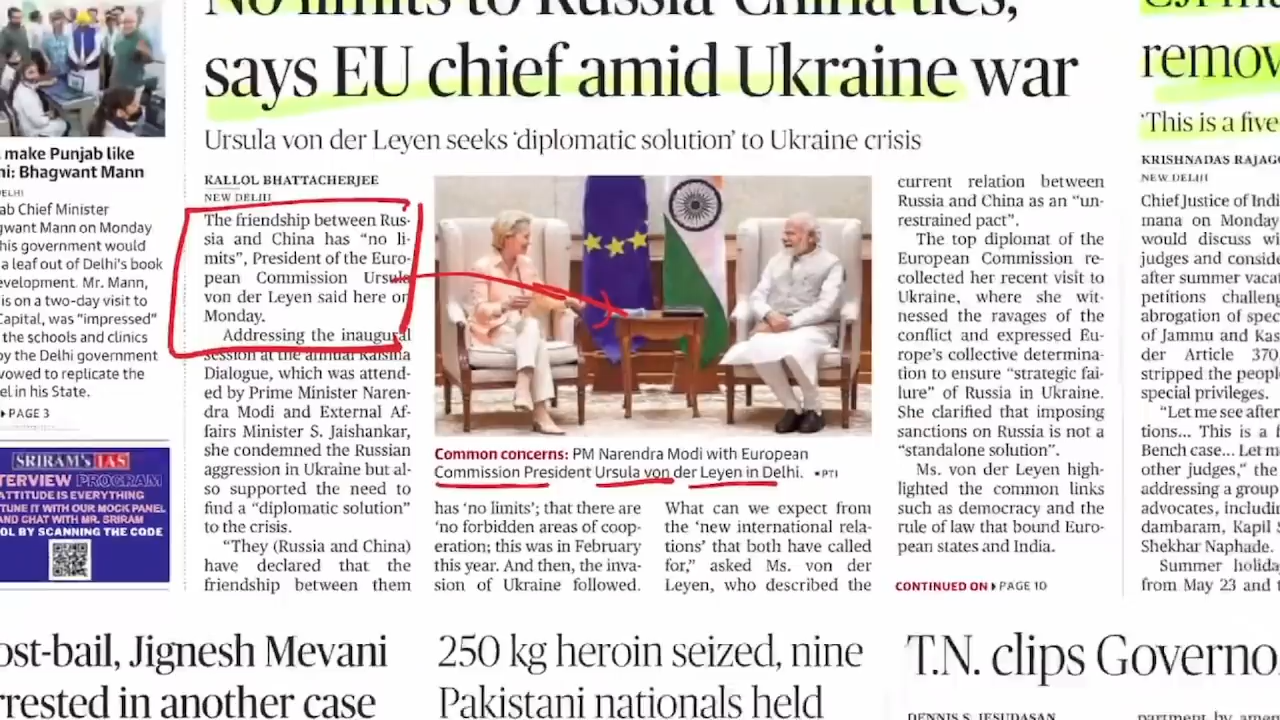 No limits to Russia-China ties,
says EU chief amid Ukraine war
Ursula von der Leyen seeks ‘diplomatic solution’ to Ukraine crisis
KALLOL BHATTACHERJEE
NEW DELHI
The friendship between Rus-
sia and China has “no li-
mits”, President of the Euro-
pean Commission Ursula
von der Leyen said here on
Monday.
Addressing the inaugural
session at the annual Raisina
Dialogue, which was attend-
ed by Prime Minister Naren-
dra Modi and External Af-
fairs Minister S. Jaishankar,
she condemned the Russian
aggression in Ukraine but al-
so supported the need to
find a “diplomatic solution”
to the crisis.
“They (Russia and China)
have declared that the
friendship between them
Common concerns: PM Narendra Modi with European
Commission President Ursula von der Leyen in Delhi. ▪PTI
has ‘no limits’; that there are
‘no forbidden areas of coop-
eration; this was in February
this year. And then, the inva-
sion of Ukraine followed.
What can we expect from
the ‘new international rela-
tions’ that both have called
for,” asked Ms. von der
Leyen, who described the
current relation between
Russia and China as an “un-
restrained pact”.
The top diplomat of the
European Commission re-
collected her recent visit to
Ukraine, where she wit-
nessed the ravages of the
conflict and expressed Eu-
rope’s collective determina-
tion to ensure “strategic fai-
lure” of Russia in Ukraine.
She clarified that imposing
sanctions on Russia is not a
“standalone solution”.
Ms. von der Leyen high-
lighted the common links
such as democracy and the
rule of law that bound Euro-
pean states and India.
CONTINUED ON ▸ PAGE 10
make Punjab like
hi: Bhagwant Mann
ELHI
ab Chief Minister
gwant Mann on Monday
his government would
a leaf out of Delhi’s book
evelopment. Mr. Mann,
is on a two-day visit to
Capital, was “impressed”
the schools and clinics
by the Delhi government
vowed to replicate the
el in his State.
▸ PAGE 3
SRIRAM's IAS
TERVIEW PROGRAM
ATTITUDE IS EVERYTHING
TUNE IT WITH OUR MOCK PANEL
AND CHAT WITH MR. SRIRAM
OL BY SCANNING THE CODE
remov
‘This is a five
KRISHNADAS RAJAG
NEW DELHI
Chief Justice of Indi
mana on Monday
would discuss wi
judges and conside
after summer vaca
petitions challeng
abrogation of spec
of Jammu and Kas
der Article 370
stripped the people
special privileges.
“Let me see after
tions... This is a f
Bench case... Let m
other judges,” the
addressing a group
advocates, includin
dambaram, Kapil S
Shekhar Naphade.
Summer holida
from May 23 and t
ost-bail, Jignesh Mevani
rrested in another case
250 kg heroin seized, nine
Pakistani nationals held
T.N. clips Governo
DENNIS S. JESUDASAN